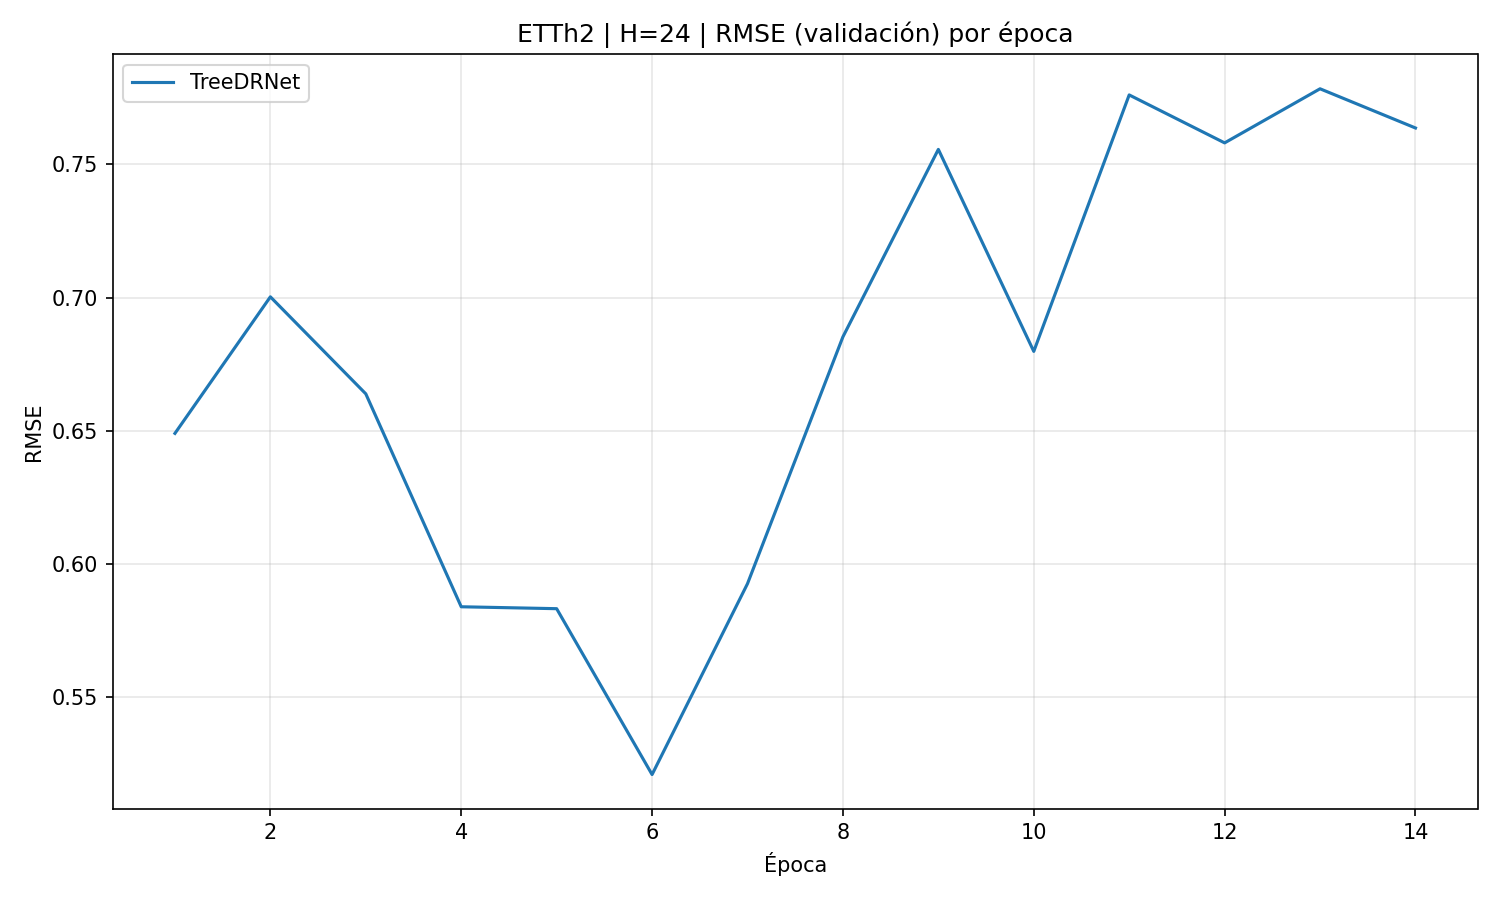 ETTh2 | H=24 | RMSE (validación) por época
TreeDRNet
0.75
0.70
0.65
0.60
0.55
RMSE
2 4 6 8 10 12 14
Época